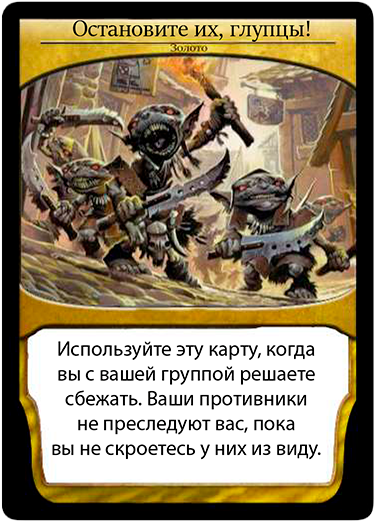 Остановите их, глупцы!
Золото
Используйте эту карту, когда
вы с вашей группой решаете
сбежать. Ваши противники
не преследуют вас, пока
вы не скроетесь у них из виду.